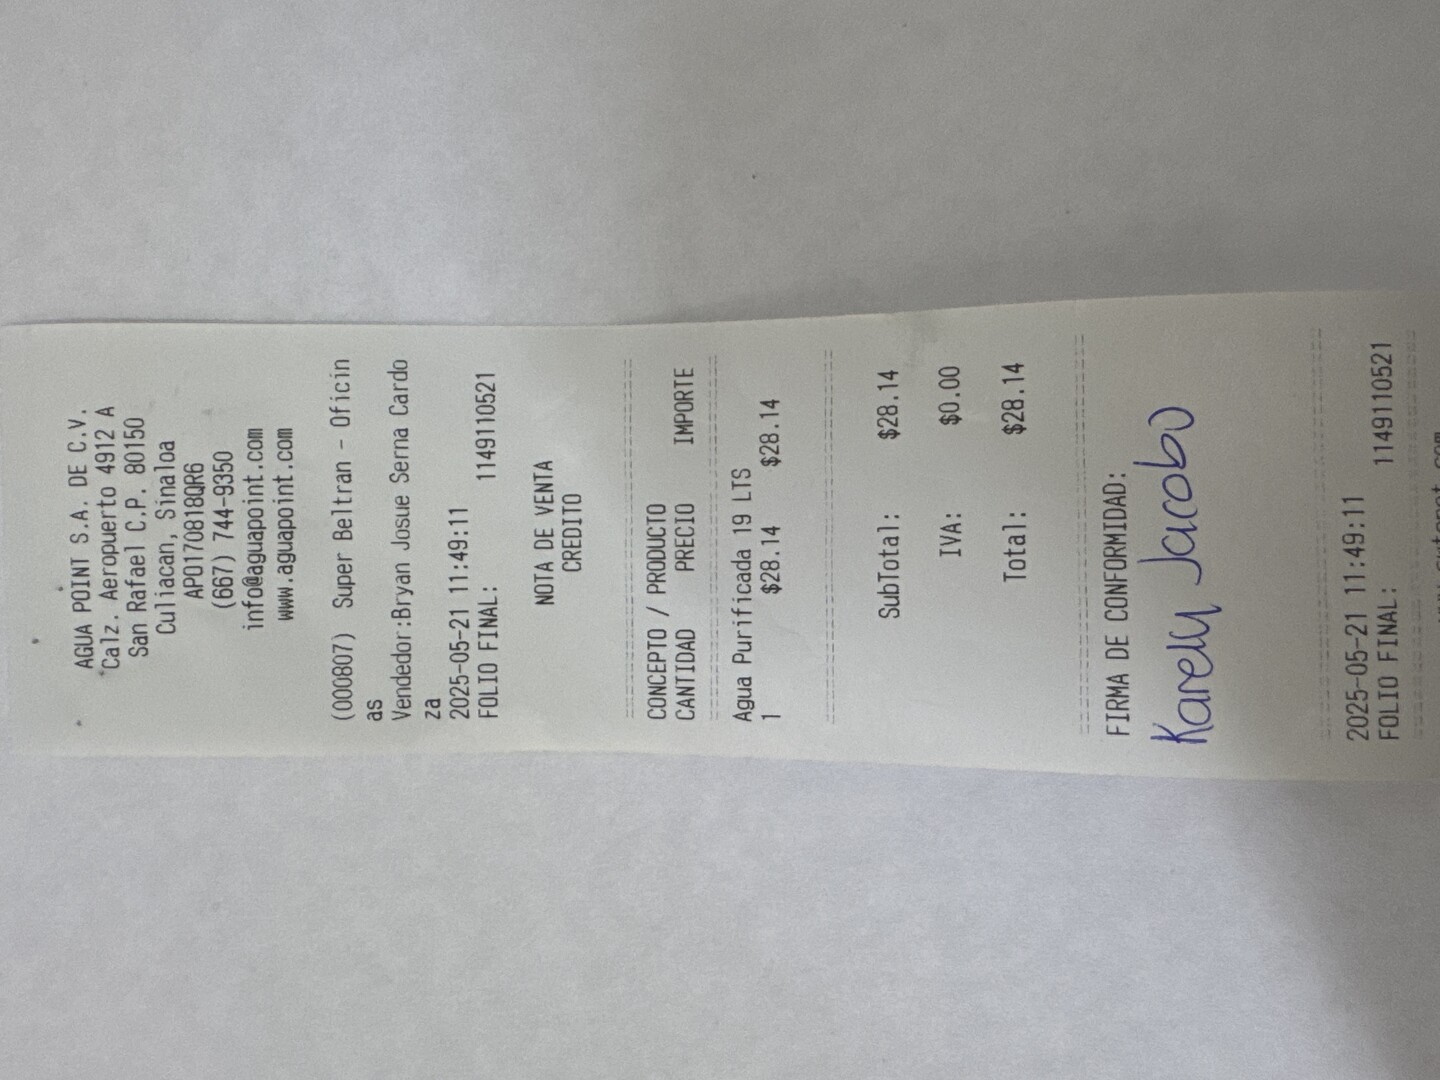 AGUA POINT S.A. DE C.V.
Calz. Aeropuerto 4912 A
San Rafael C.P. 80150
Culiacan, Sinaloa
APO170818QR6
(667) 744-9350
info@aguapoint.com
www.aguapoint.com
(000807) Super Beltran - Oficin
as
Vendedor:Bryan Josue Serna Cardo
za
2025-05-21 11:49:11
FOLIO FINAL: 1149110521
NOTA DE VENTA
CREDITO
CONCEPTO / PRODUCTO
CANTIDAD PRECIO IMPORTE
Agua Purificada 19 LTS
1 $28.14 $28.14
SubTotal: $28.14
IVA: $0.00
Total: $28.14
FIRMA DE CONFORMIDAD:
Karely Jacobo
2025-05-21 11:49:11
FOLIO FINAL: 1149110521